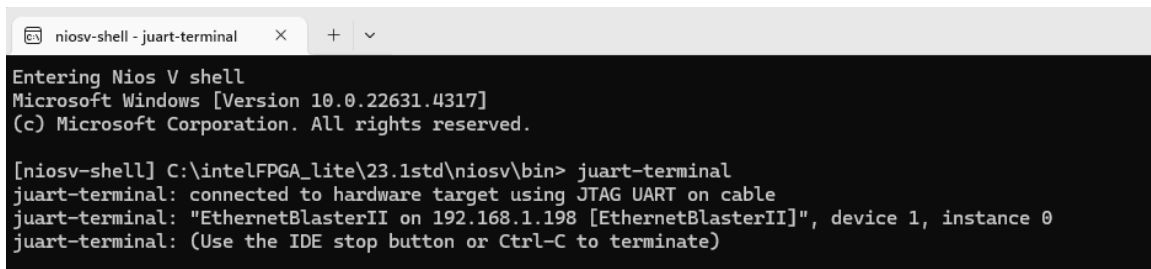 niosv-shell - juart-terminal
Entering Nios V shell
Microsoft Windows [Version 10.0.22631.4317]
(c) Microsoft Corporation. All rights reserved.
[niosv-shell] C:\intelFPGA_lite\23.1std\niosv\bin> juart-terminal
juart-terminal: connected to hardware target using JTAG UART on cable
juart-terminal: "EthernetBlasterII on 192.168.1.198 [EthernetBlasterII]", device 1, instance 0
juart-terminal: (Use the IDE stop button or Ctrl-C to terminate)